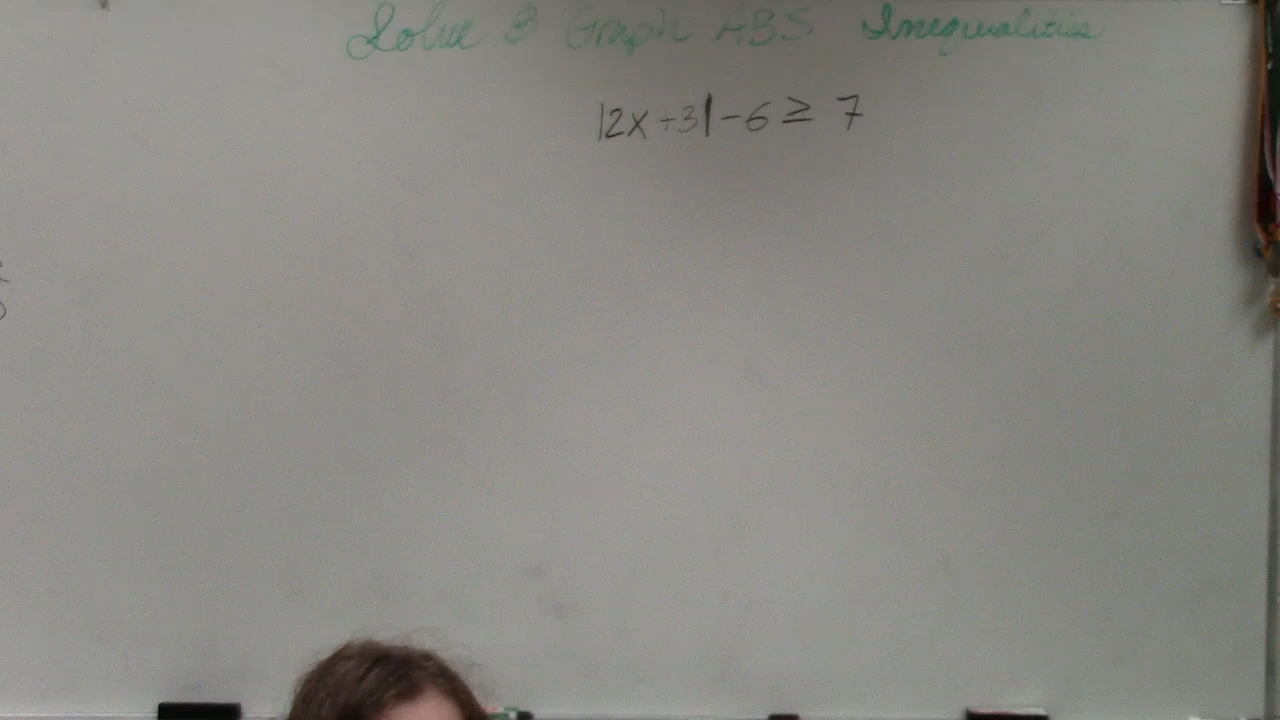 Solve & Graph ABS Inequalities
|2x+3|-6 ≥ 7